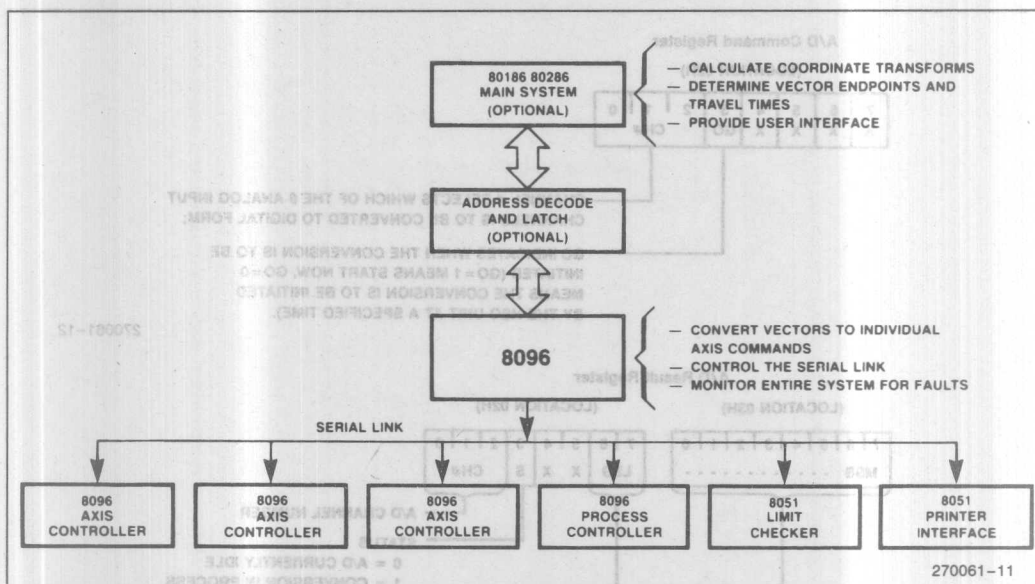 80186 80286
MAIN SYSTEM
(OPTIONAL)
— CALCULATE COORDINATE TRANSFORMS
— DETERMINE VECTOR ENDPOINTS AND
TRAVEL TIMES
— PROVIDE USER INTERFACE
ADDRESS DECODE
AND LATCH
(OPTIONAL)
8096
— CONVERT VECTORS TO INDIVIDUAL
AXIS COMMANDS
— CONTROL THE SERIAL LINK
— MONITOR ENTIRE SYSTEM FOR FAULTS
SERIAL LINK
8096
AXIS
CONTROLLER
8096
AXIS
CONTROLLER
8096
AXIS
CONTROLLER
8096
PROCESS
CONTROLLER
8051
LIMIT
CHECKER
8051
PRINTER
INTERFACE
270061-11